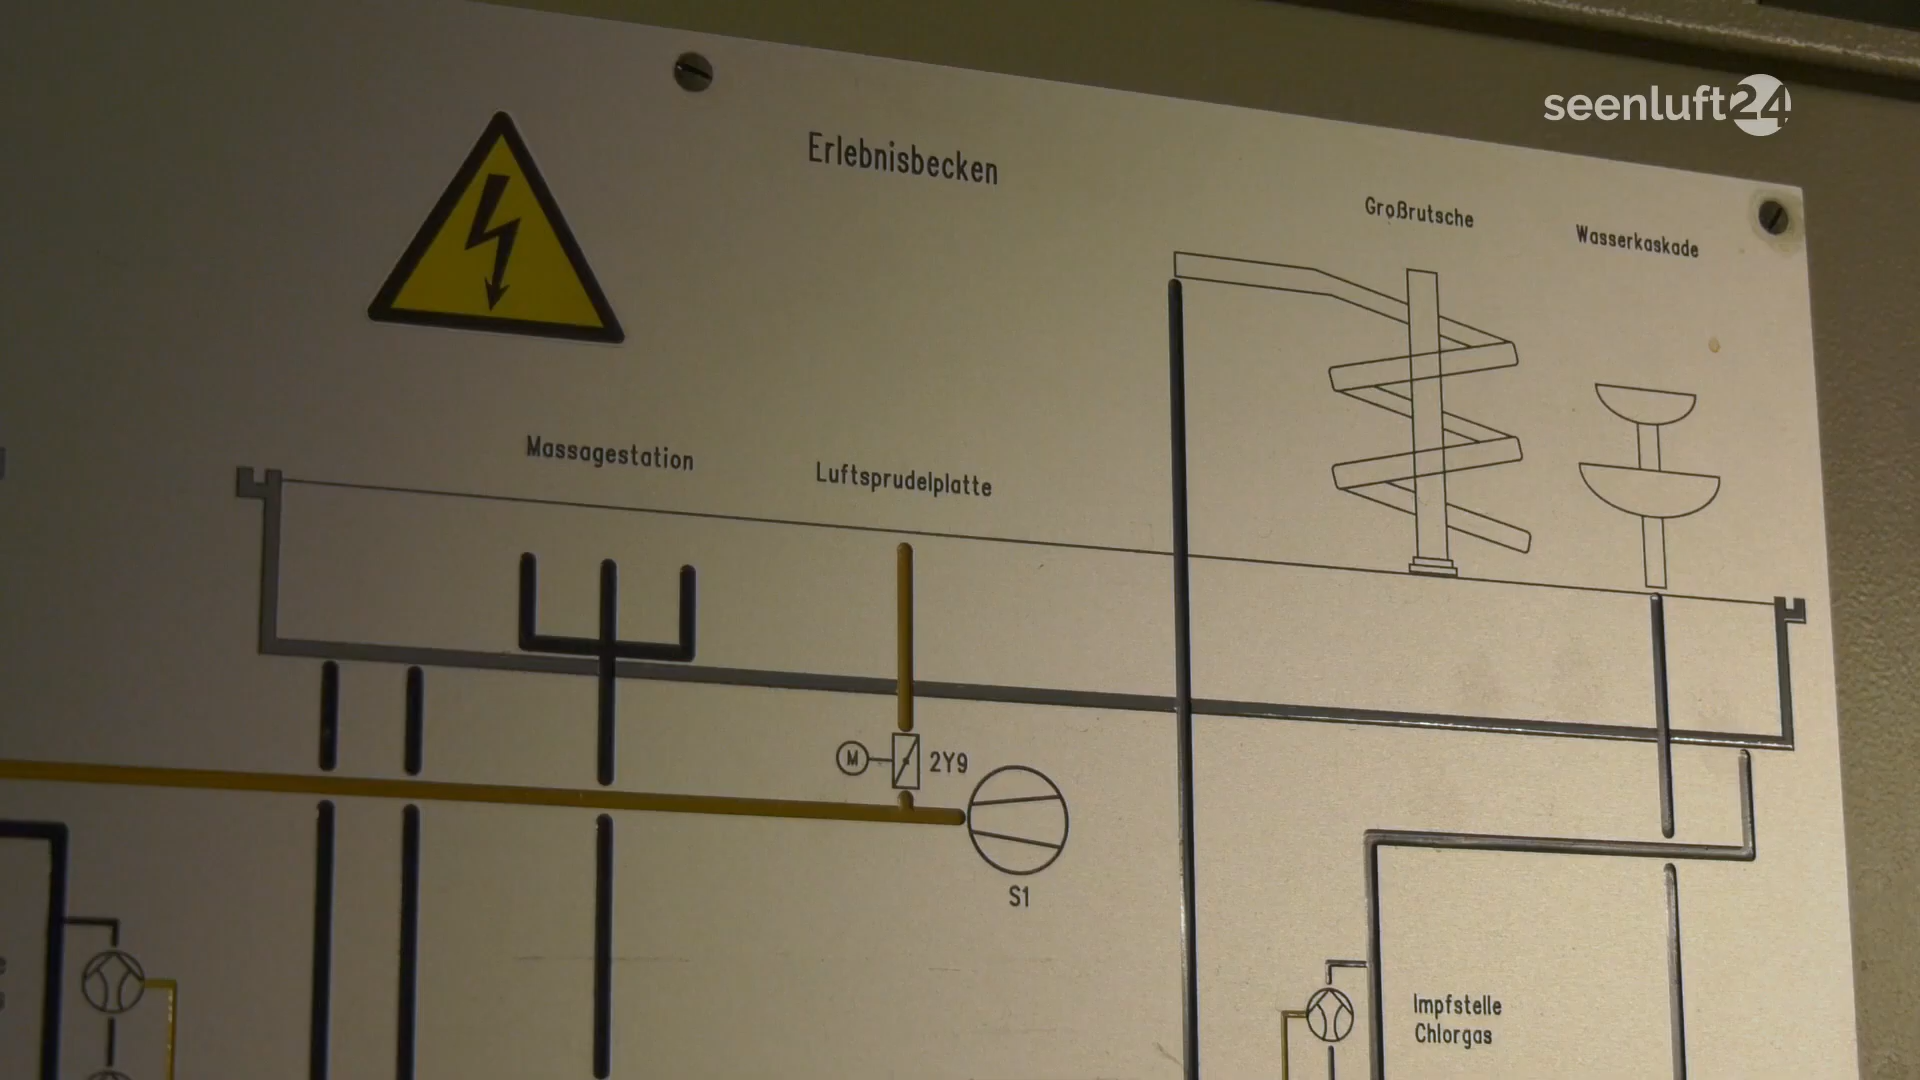 seenluft24
Erlebnisbecken
Großrutsche
Wasserkaskade
Massagestation
Luftsprudelplatte
M
2Y9
S1
Impfstelle
Chlorgas